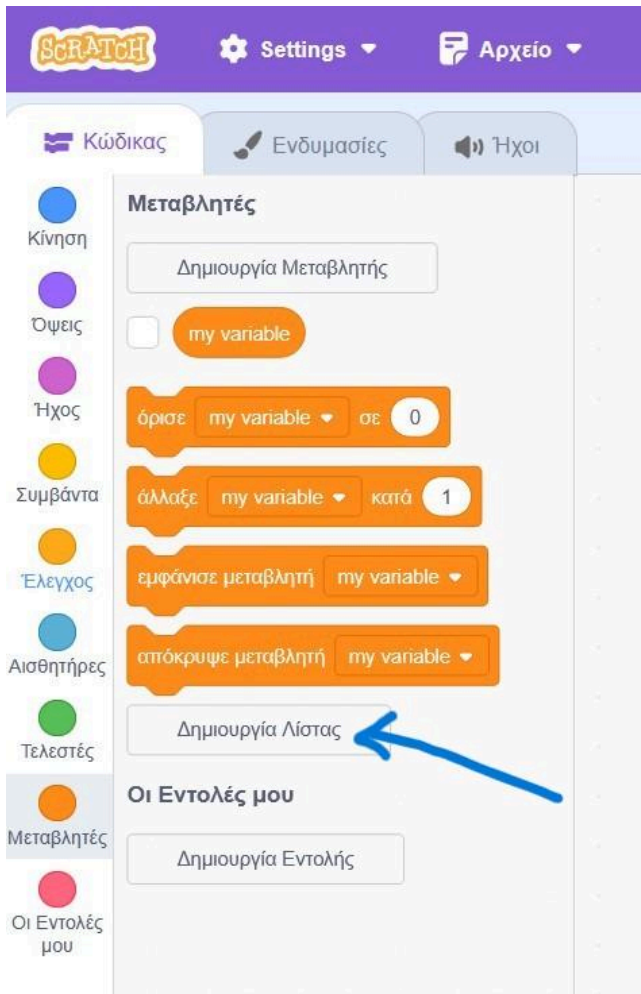 SCRATCH Settings Αρχείο
Κώδικας Ενδυμασίες Ήχοι
Κίνηση
Όψεις
Ήχος
Συμβάντα
Έλεγχος
Αισθητήρες
Τελεστές
Μεταβλητές
Οι Εντολές
μου
Μεταβλητές
Δημιουργία Μεταβλητής
my variable
όρισε my variable σε 0
άλλαξε my variable κατά 1
εμφάνισε μεταβλητή my variable
απόκρυψε μεταβλητή my variable
Δημιουργία Λίστας
Οι Εντολές μου
Δημιουργία Εντολής